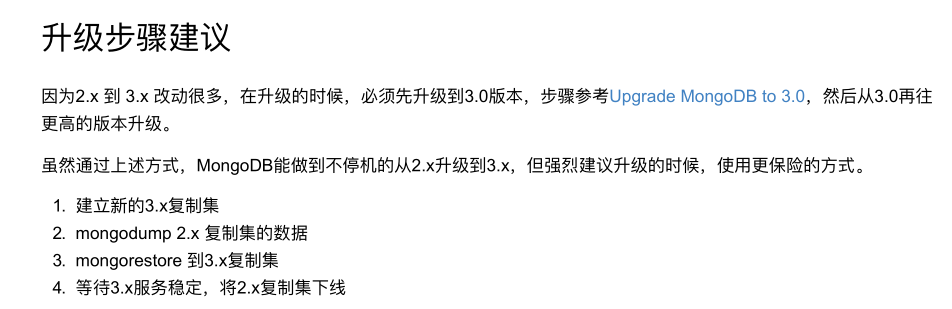 升级步骤建议
因为2.x 到 3.x 改动很多，在升级的时候，必须先升级到3.0版本，步骤参考Upgrade MongoDB to 3.0，然后从3.0再往
更高的版本升级。
虽然通过上述方式，MongoDB能做到不停机的从2.x升级到3.x，但强烈建议升级的时候，使用更保险的方式。
1. 建立新的3.x复制集
2. mongodump 2.x 复制集的数据
3. mongorestore 到3.x复制集
4. 等待3.x服务稳定，将2.x复制集下线